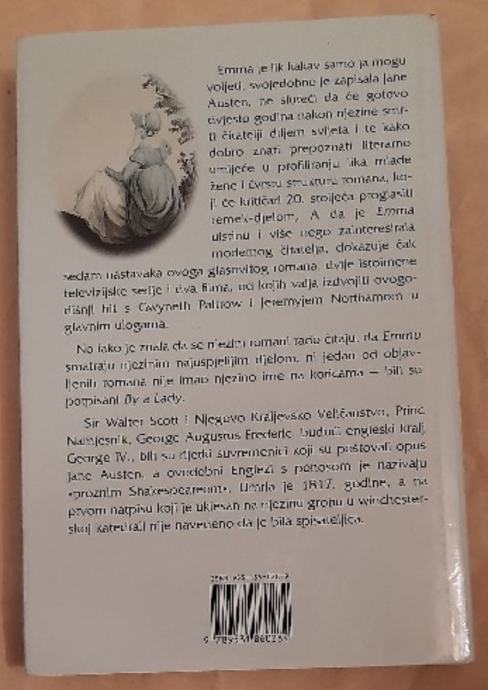 Emma je lik kakav samo ja mogu
voljeti, svojedobno je zapisala Jane
Austen, ne sluteći da će gotovo
dvjesto godina nakon njezine smr-
ti čitatelji diljem svijeta i te kako
dobro znati prepoznati literarno
umijeće u profiliranju lika mlade
žene i čvrstu strukturu romana, ko-
ji će kritičari 20. stoljeća proglasiti
remek-djelom. A da je Emma
uistinu i više nego zainteresirala
modernog čitatelja, dokazuje čak
sedam nastavaka ovoga glasovitog romana, dvije istoimene
televizijske serije i dva filma, od kojih valja izdvojiti ovogo-
dišnji hit s Gwyneth Paltrow i Jeremyjem Northamom u
glavnim ulogama.
No iako je znala da se njezini romani rado čitaju, da Emmu
smatraju njezinim najuspjelijim djelom, ni jedan od objav-
ljenih romana nije imao njezino ime na koricama — bili su
potpisani By a Lady.
Sir Walter Scott i Njegovo Kraljevsko Veličanstvo, Princ
Namjesnik, George Augustus Frederic, budući engleski kralj
George IV., bili su rijetki suvremenici koji su poštovali opus
Jane Austen, a ovodobni Englezi s ponosom je nazivaju
»proznim Shakespeareom«. Umrla je 1817. godine, a na
prvom natpisu koji je uklesan na njezinu grobu u winchester-
skoj katedrali nije navedeno da je bila spisateljica.
ISBN